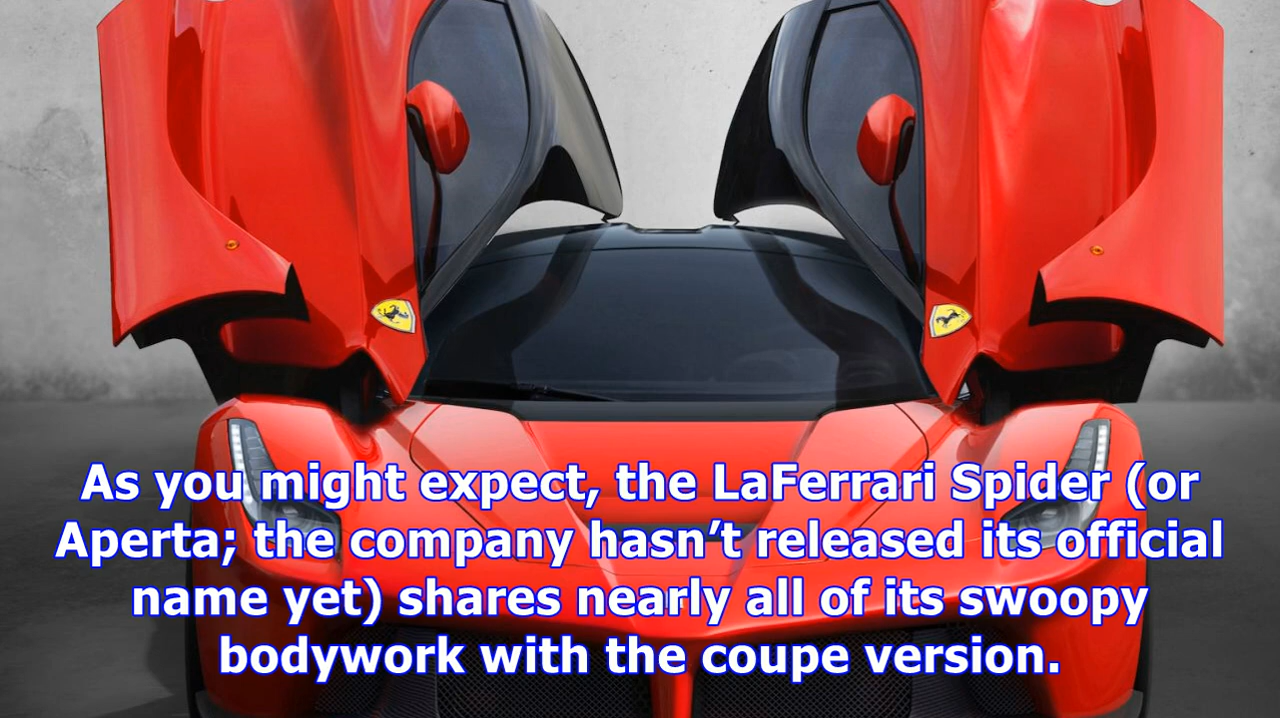 As you might expect, the LaFerrari Spider (or
Aperta; the company hasn’t released its official
name yet) shares nearly all of its swoopy
bodywork with the coupe version.